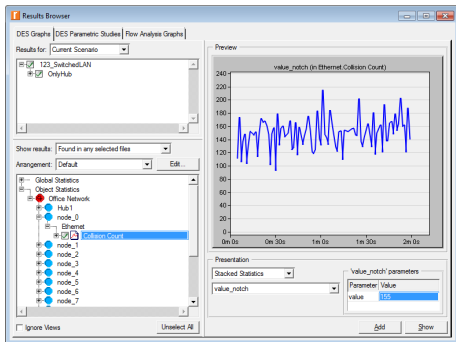 Results Browser
DES Graphs DES Parametric Studies Flow Analysis Graphs
Results for: Current Scenario
123_SwitchedLAN
OnlyHub
Show results: Found in any selected files
Arrangement: Default Edit...
Global Statistics
Object Statistics
Office Network
Hub1
node_0
Ethernet
Collision Count
node_1
node_2
node_3
node_4
node_5
node_6
node_7
Ignore Views Unselect All
Preview
value_notch (in Ethernet.Collision Count)
240
220
200
180
160
140
120
100
80
60
40
20
0
0m 0s 0m 30s 1m 0s 1m 30s 2m 0s
Presentation
Stacked Statistics
value_notch
'value_notch' parameters
Parameter Value
value 155
Add Show